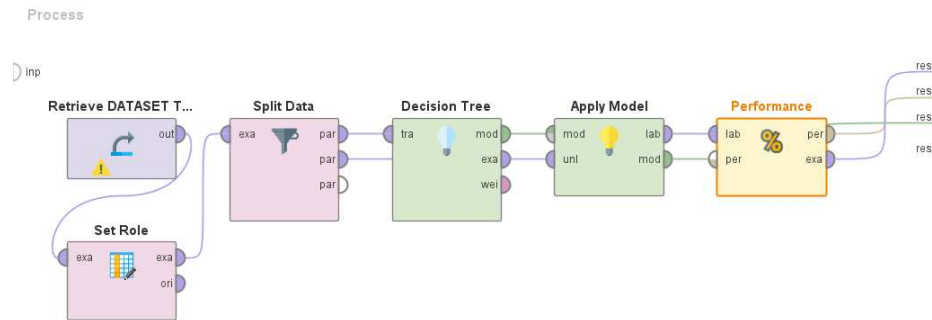 Process
inp
Retrieve DATASET T...
out
Set Role
exa exa
ori
Split Data
exa par
par
par
Decision Tree
tra mod
exa
wei
Apply Model
mod lab
unl mod
Performance
lab per
per exa
%
res
res
res
res